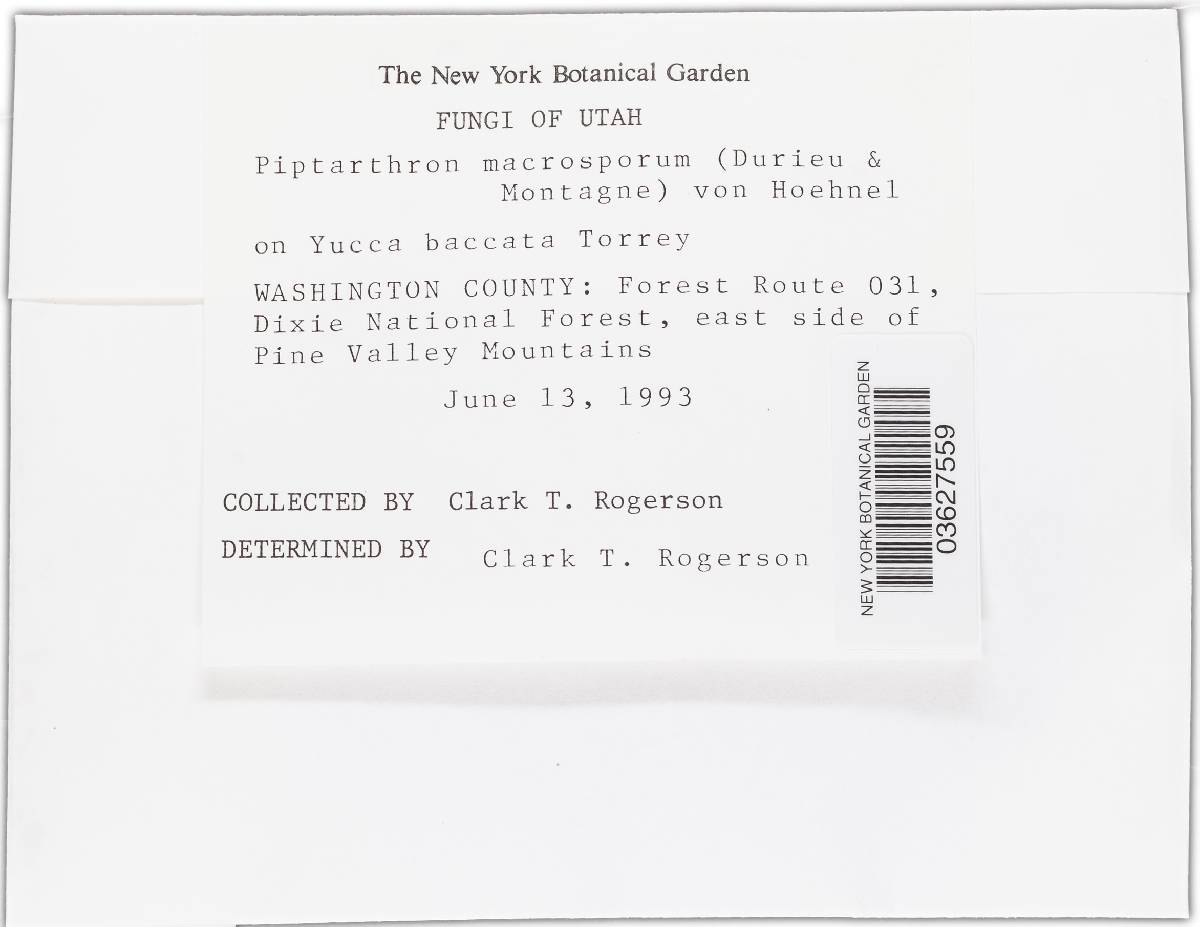 The New York Botanical Garden
FUNGI OF UTAH
Piptarthron macrosporum (Durieu &
Montagne) von Hoehnel
on Yucca baccata Torrey
WASHINGTON COUNTY: Forest Route 031,
Dixie National Forest, east side of
Pine Valley Mountains
June 13, 1993
COLLECTED BY Clark T. Rogerson
DETERMINED BY Clark T. Rogerson
NEW YORK BOTANICAL GARDEN
03627559